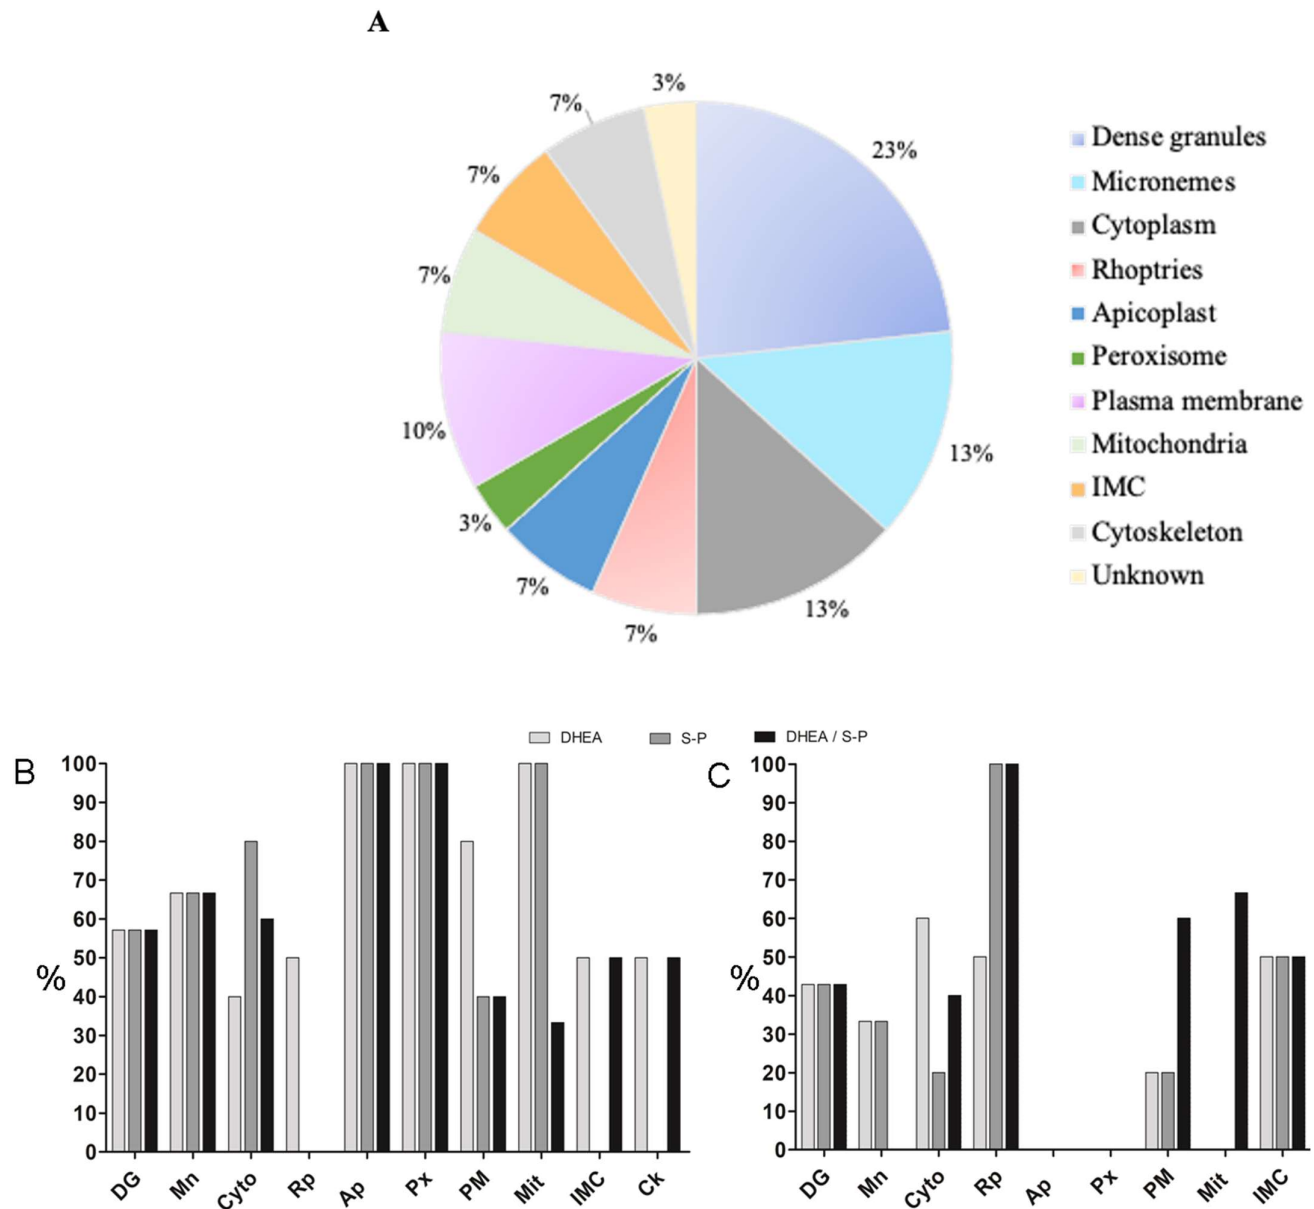 A
3%
7%
23%
7%
7%
10%
13%
3%
7%
7%
13%
Dense granules
Micronemes
Cytoplasm
Rhoptries
Apicoplast
Peroxisome
Plasma membrane
Mitochondria
IMC
Cytoskeleton
Unknown
DHEA S-P DHEA / S-P
B
100
90
80
70
60
50
40
30
20
10
0
%
DG Mn Cyto Rp Ap Px PM Mit IMC Ck
C
100
90
80
70
60
50
40
30
20
10
0
%
DG Mn Cyto Rp Ap Px PM Mit IMC